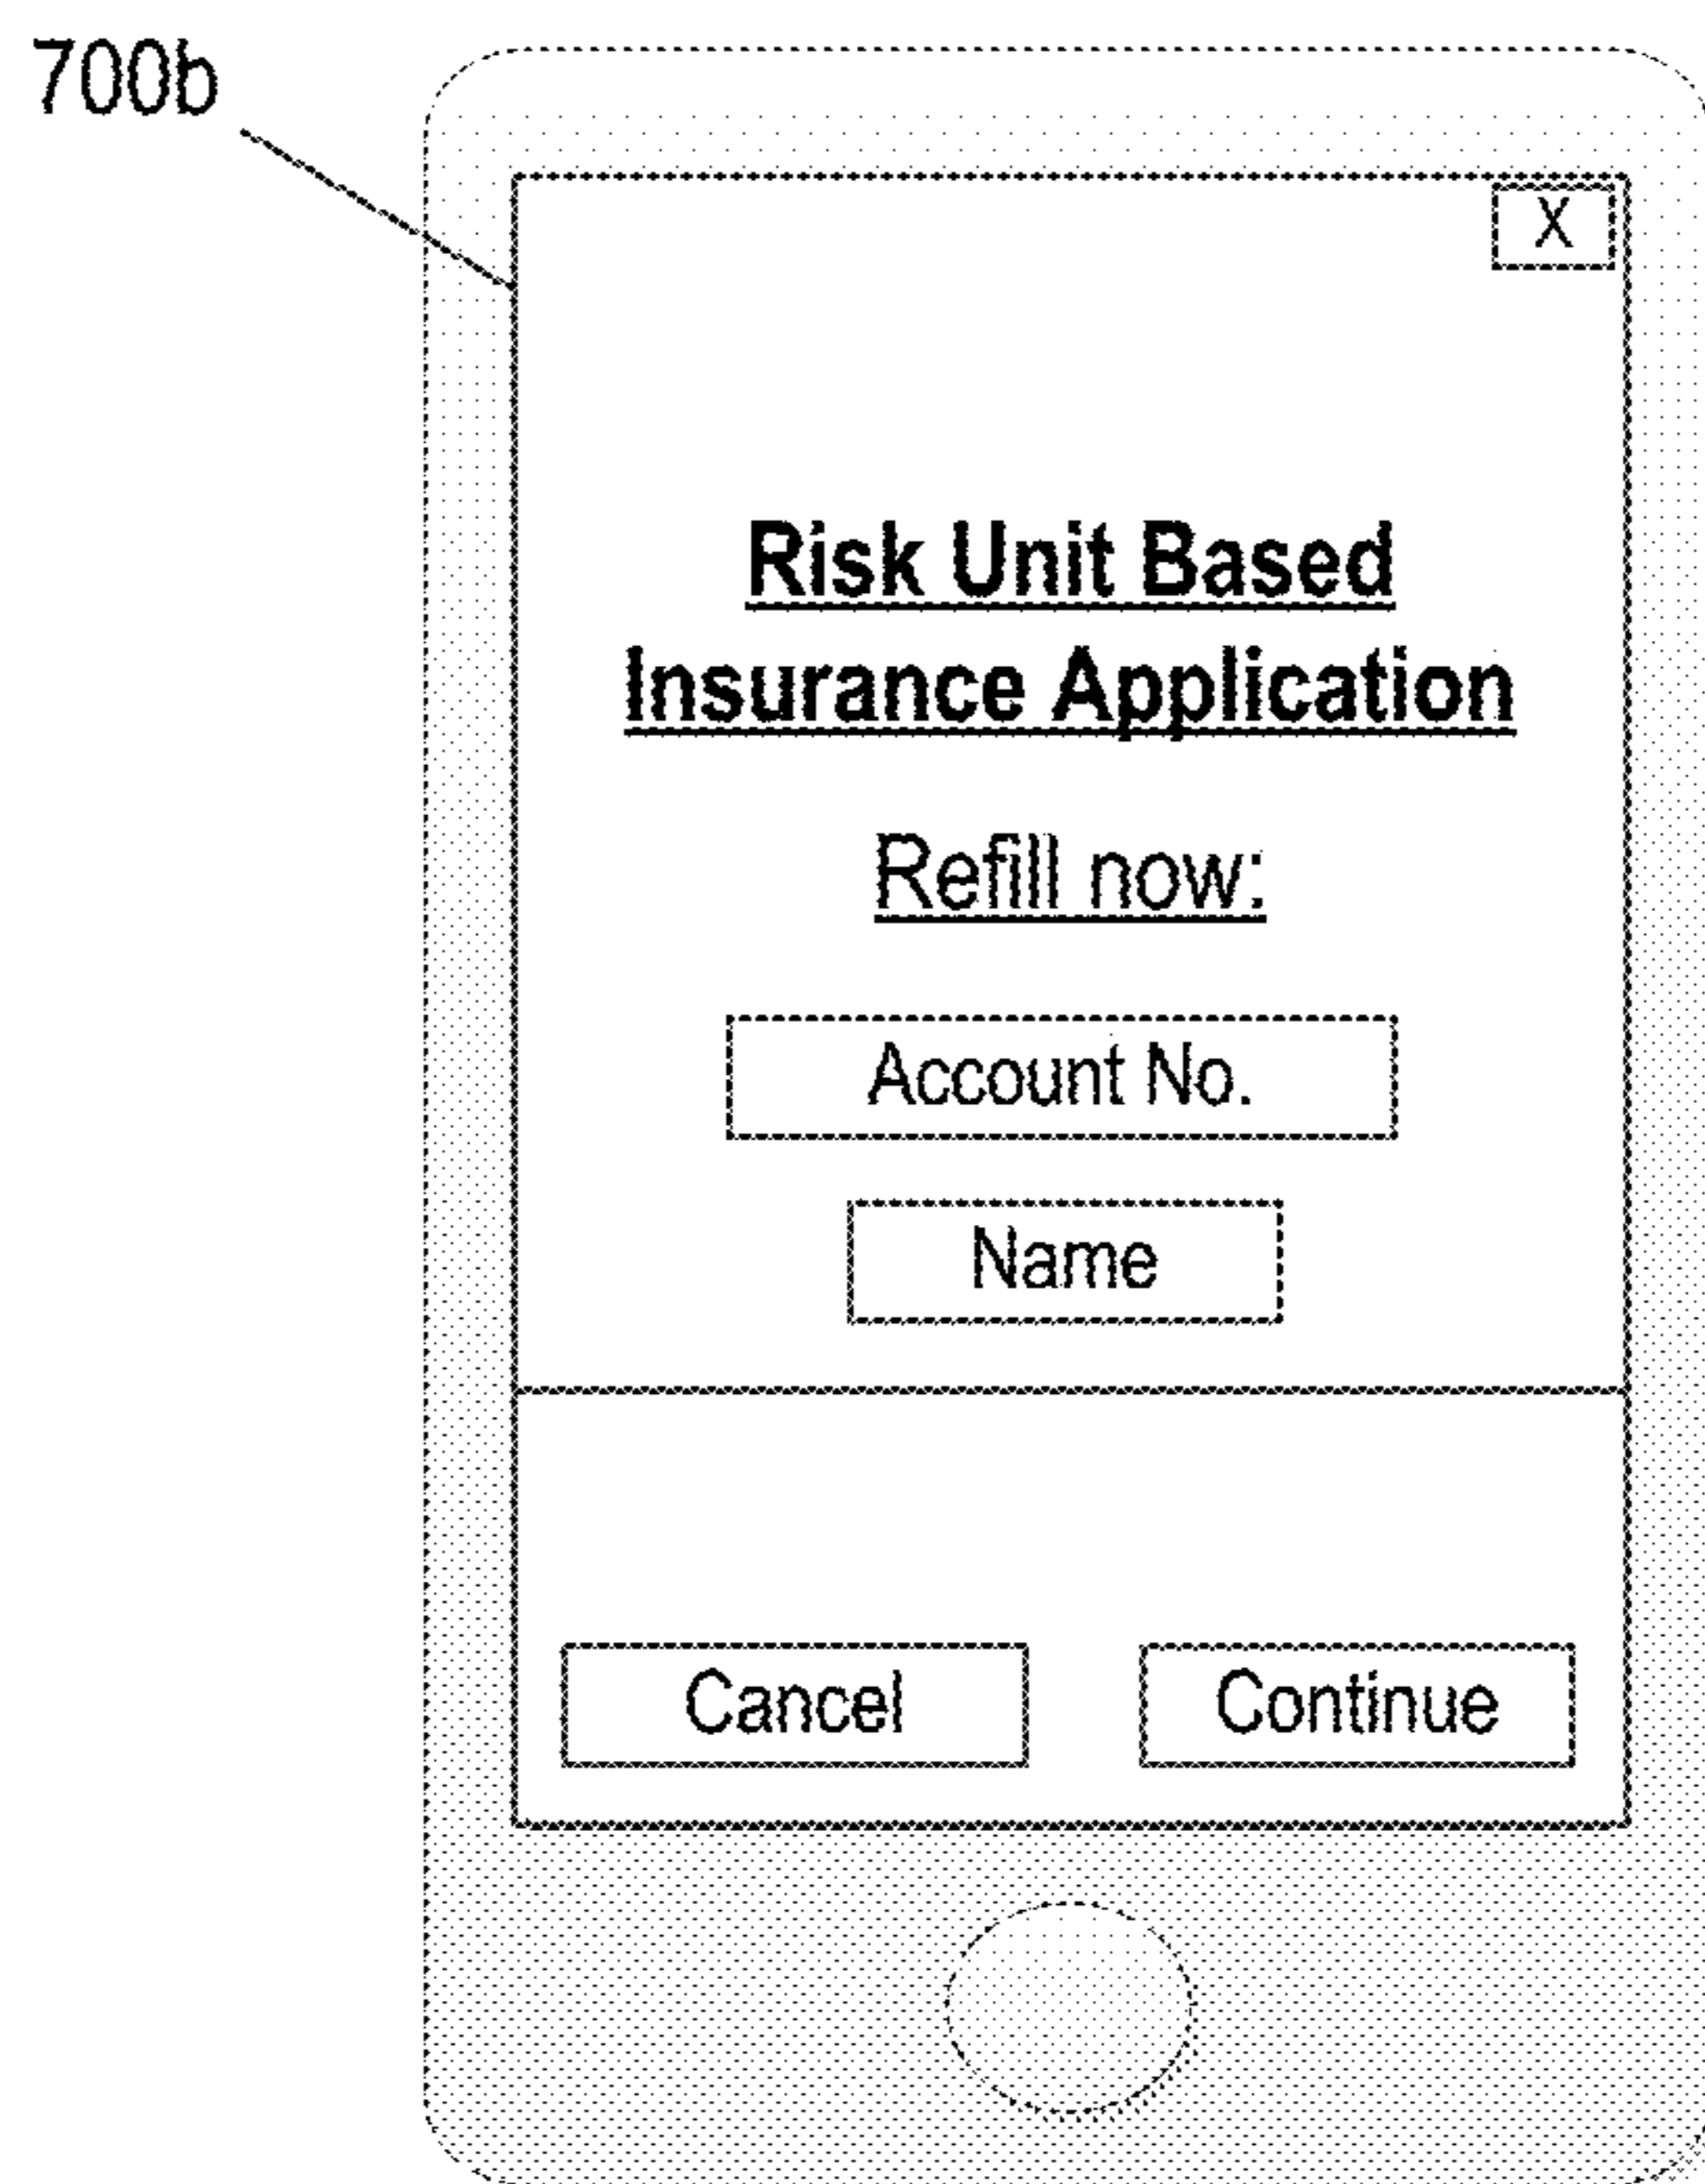 700b
X
Risk Unit Based
Insurance Application
Refill now:
Account No.
Name
Cancel
Continue